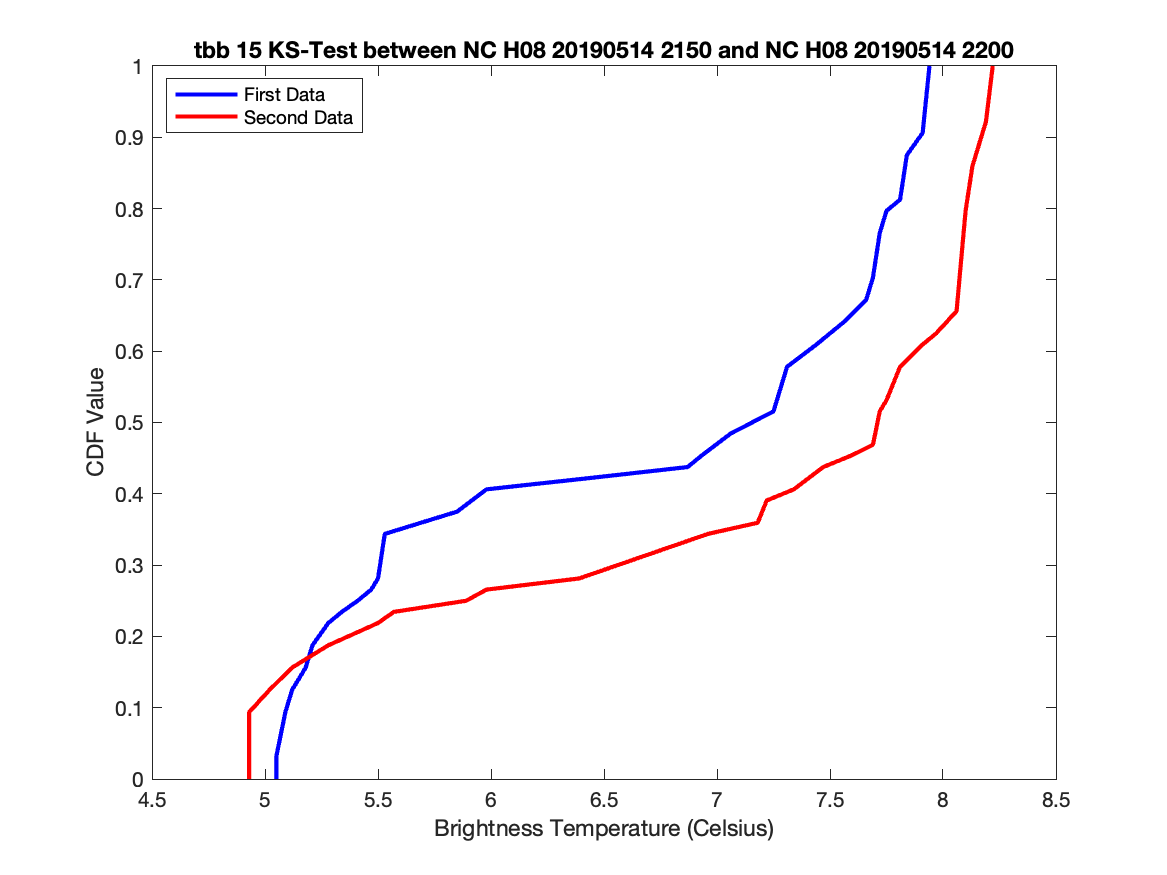 tbb 15 KS-Test between NC H08 20190514 2150 and NC H08 20190514 2200
First Data
Second Data
1
0.9
0.8
0.7
0.6
0.5
0.4
0.3
0.2
0.1
0
CDF Value
4.5 5 5.5 6 6.5 7 7.5 8 8.5
Brightness Temperature (Celsius)